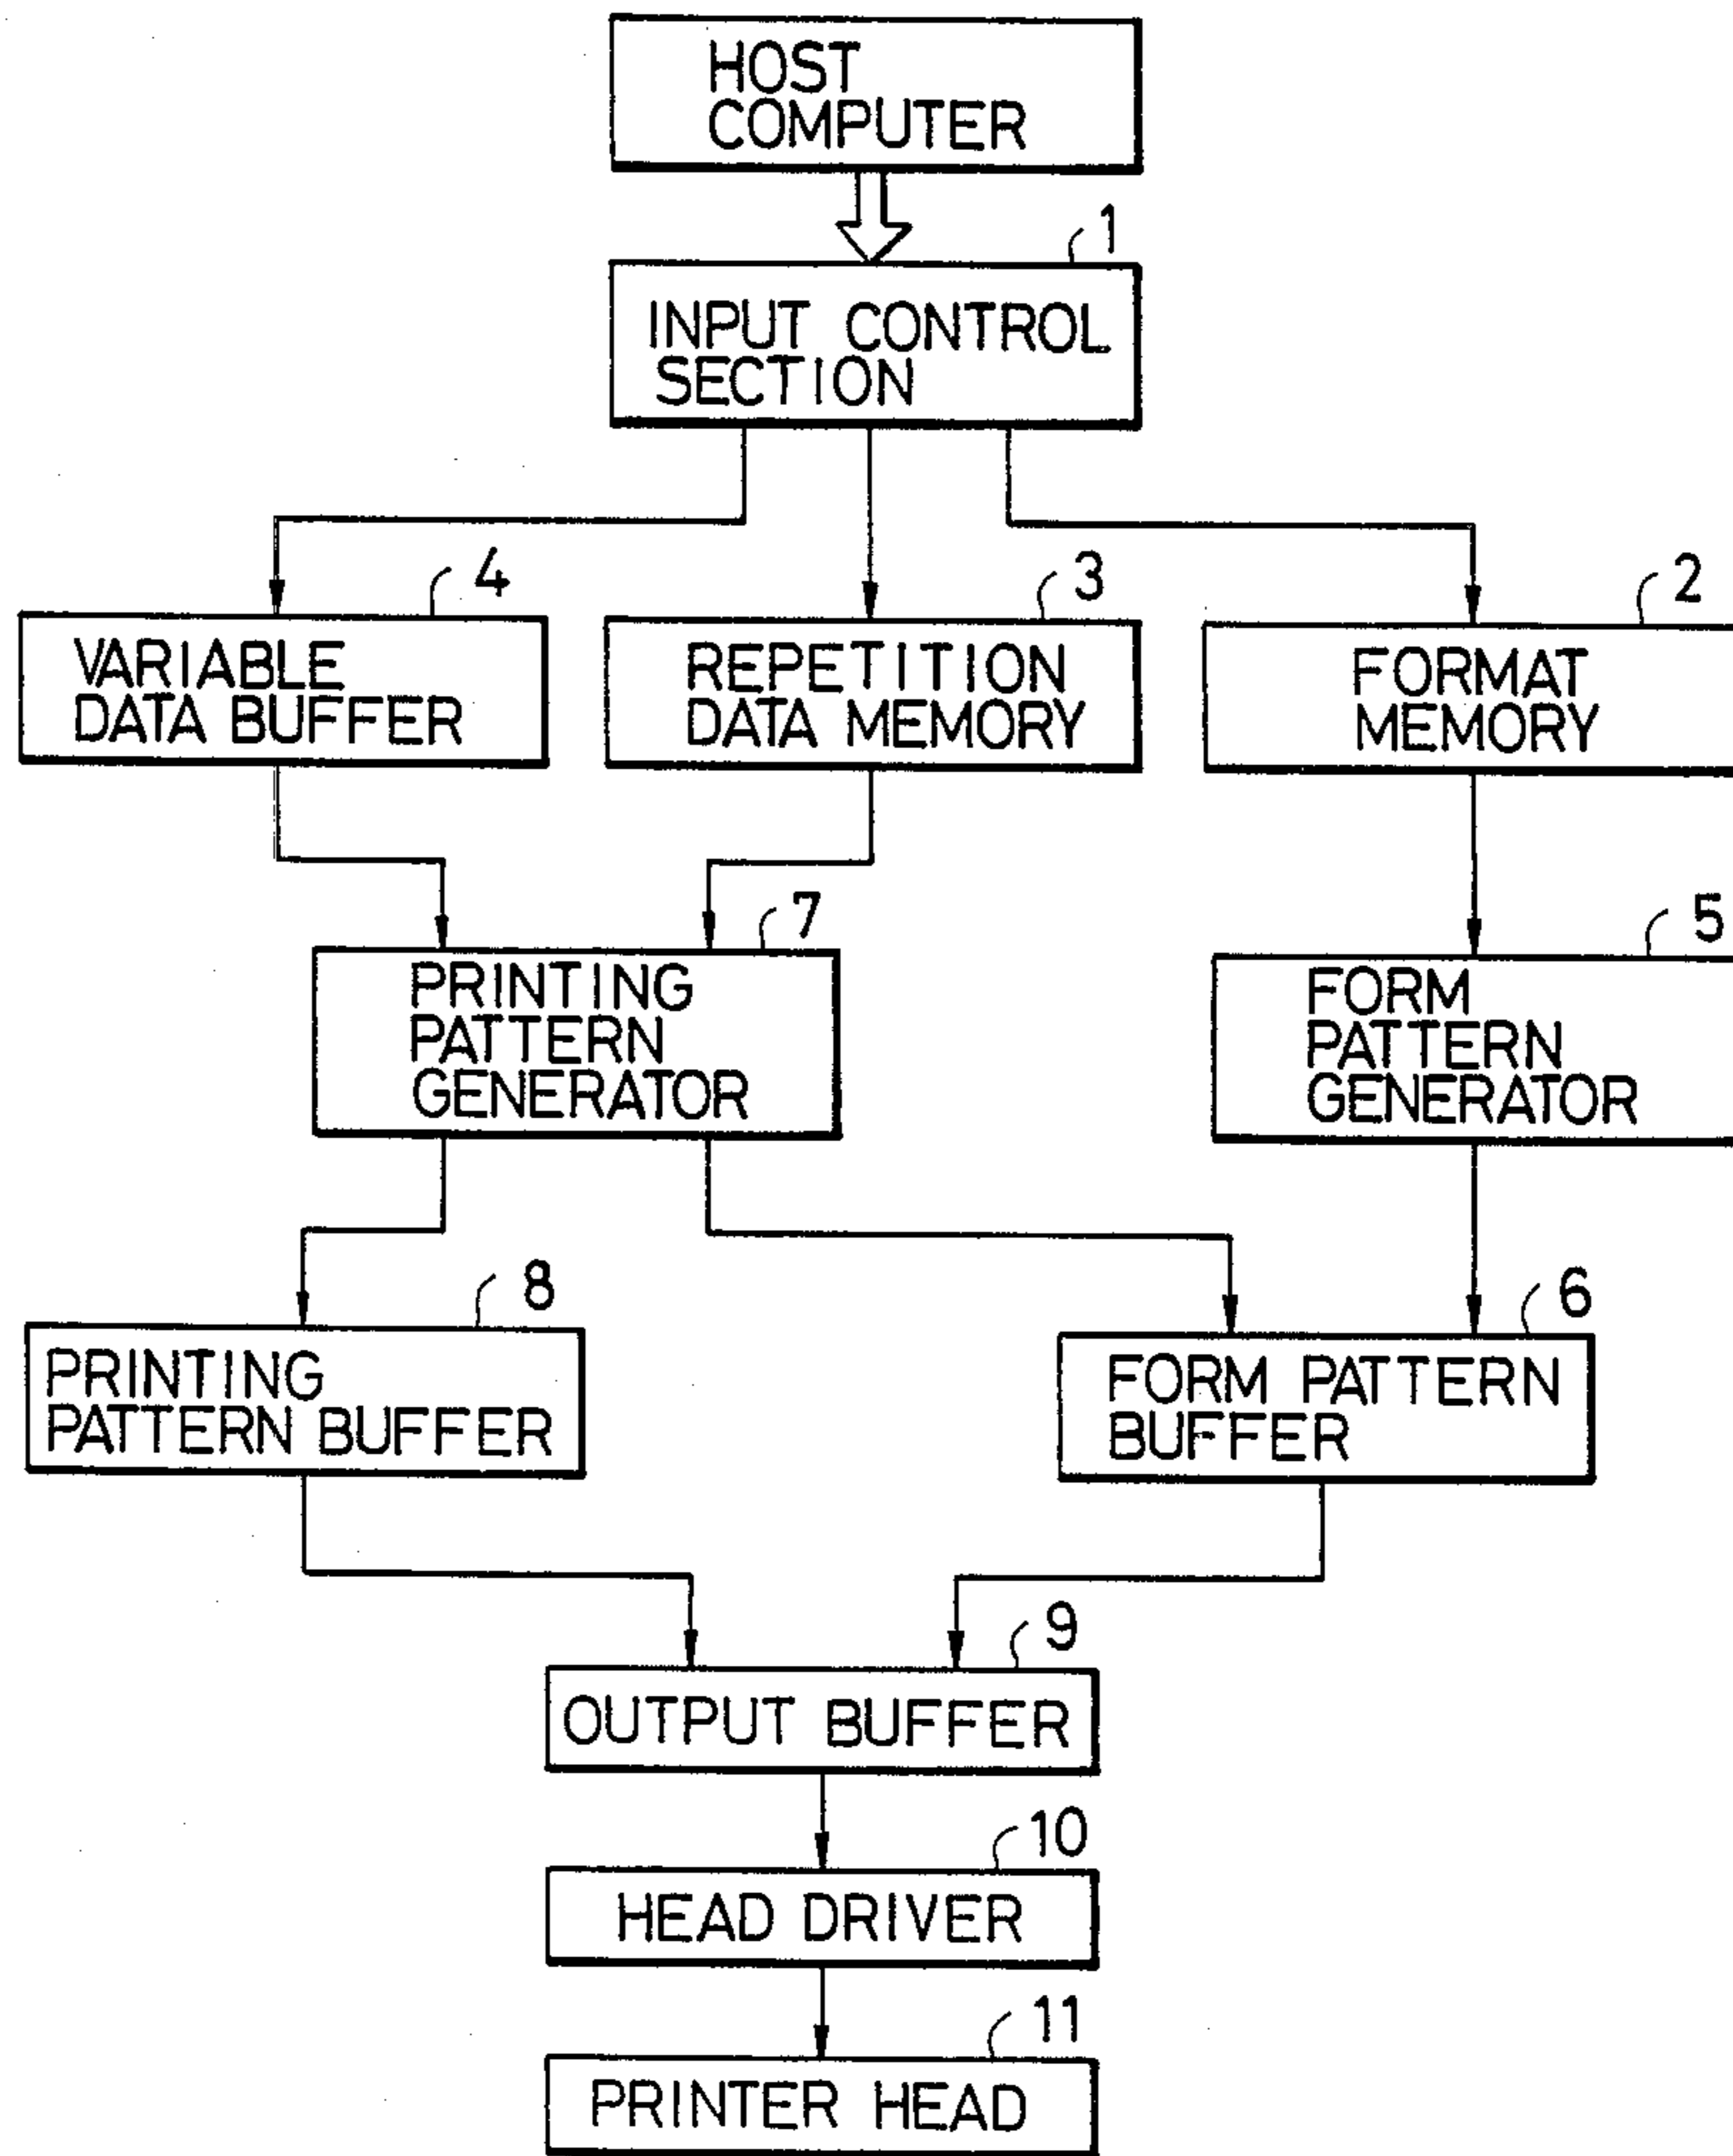 HOST
COMPUTER
1
INPUT CONTROL
SECTION
4
3
2
VARIABLE
DATA BUFFER
REPETITION
DATA MEMORY
FORMAT
MEMORY
7
5
PRINTING
PATTERN
GENERATOR
FORM
PATTERN
GENERATOR
8
6
PRINTING
PATTERN BUFFER
FORM PATTERN
BUFFER
9
OUTPUT BUFFER
10
HEAD DRIVER
11
PRINTER HEAD